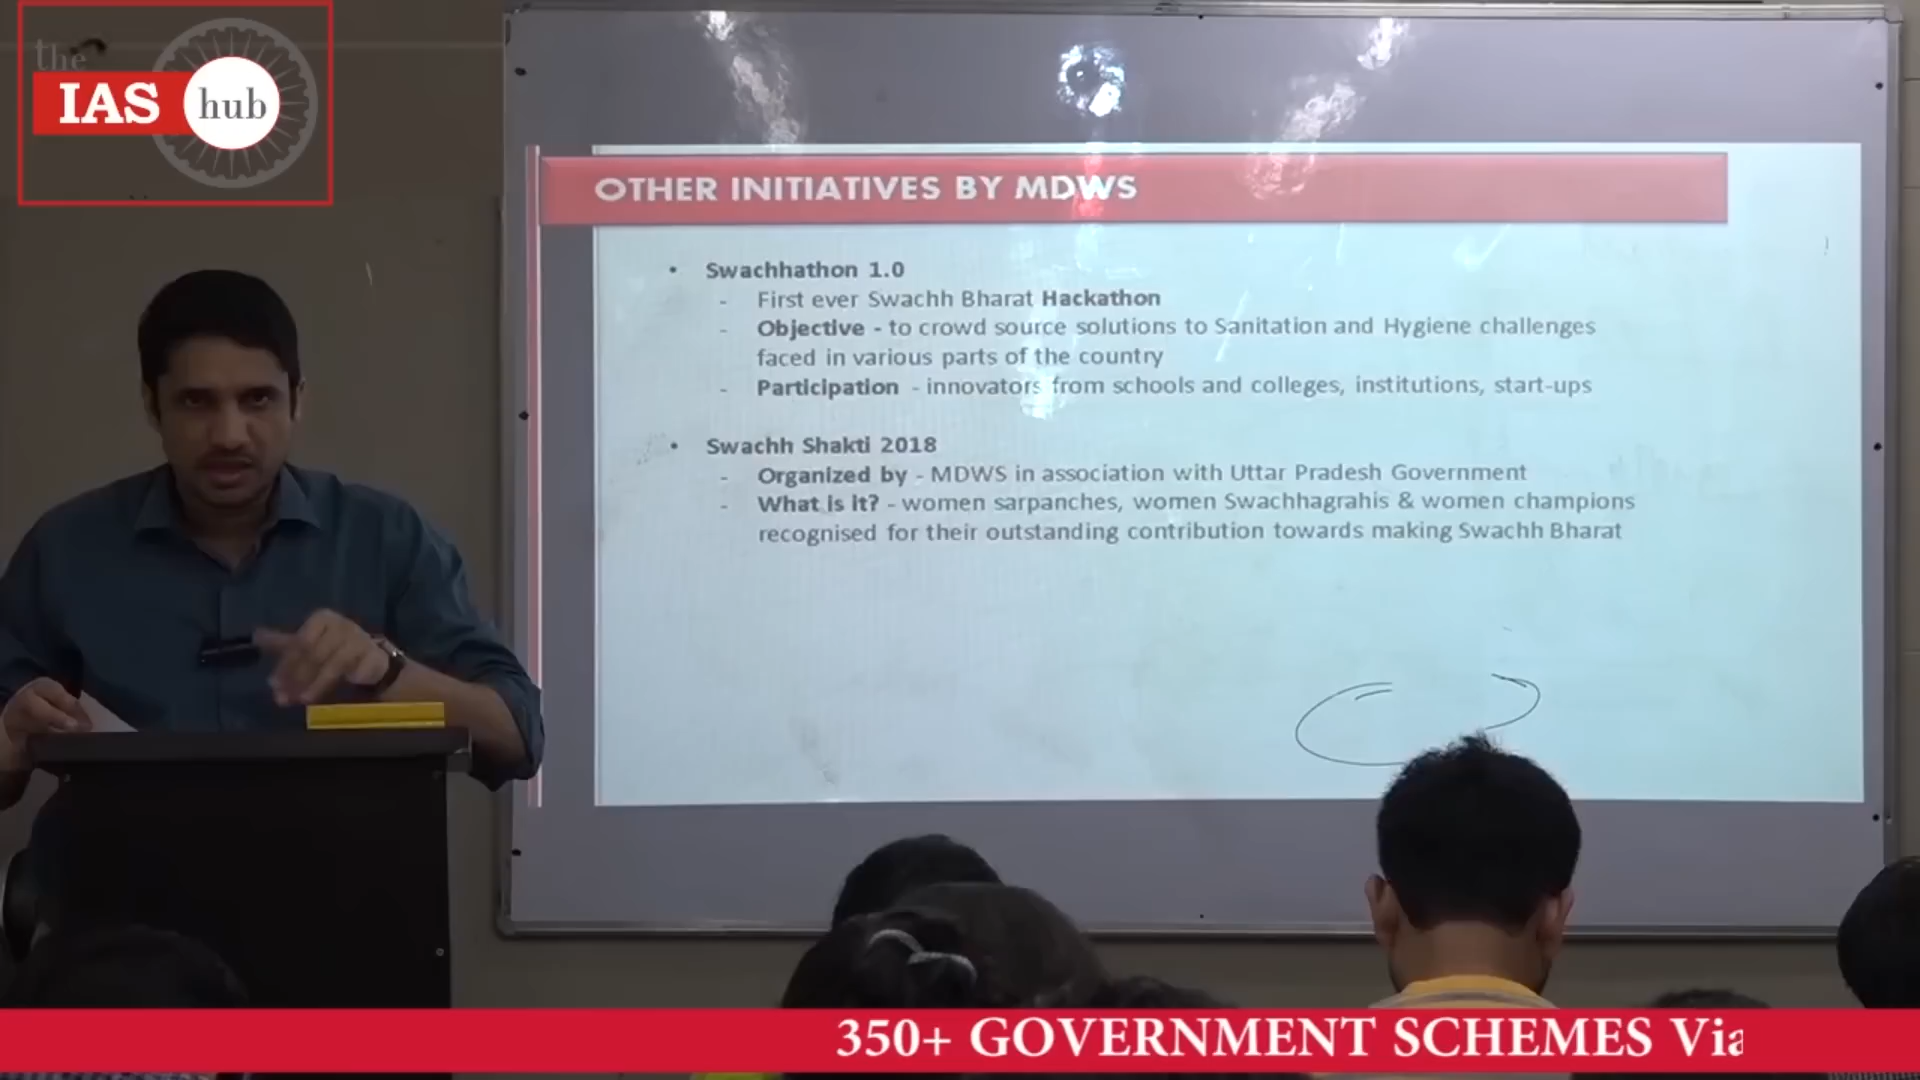 the
IAS hub
OTHER INITIATIVES BY MDWS
• Swachhathon 1.0
- First ever Swachh Bharat Hackathon
- Objective - to crowd source solutions to Sanitation and Hygiene challenges
faced in various parts of the country
- Participation - innovators from schools and colleges, institutions, start-ups
• Swachh Shakti 2018
- Organized by - MDWS in association with Uttar Pradesh Government
- What is it? - women sarpanches, women Swachhagrahis & women champions
recognised for their outstanding contribution towards making Swachh Bharat
350+ GOVERNMENT SCHEMES Via